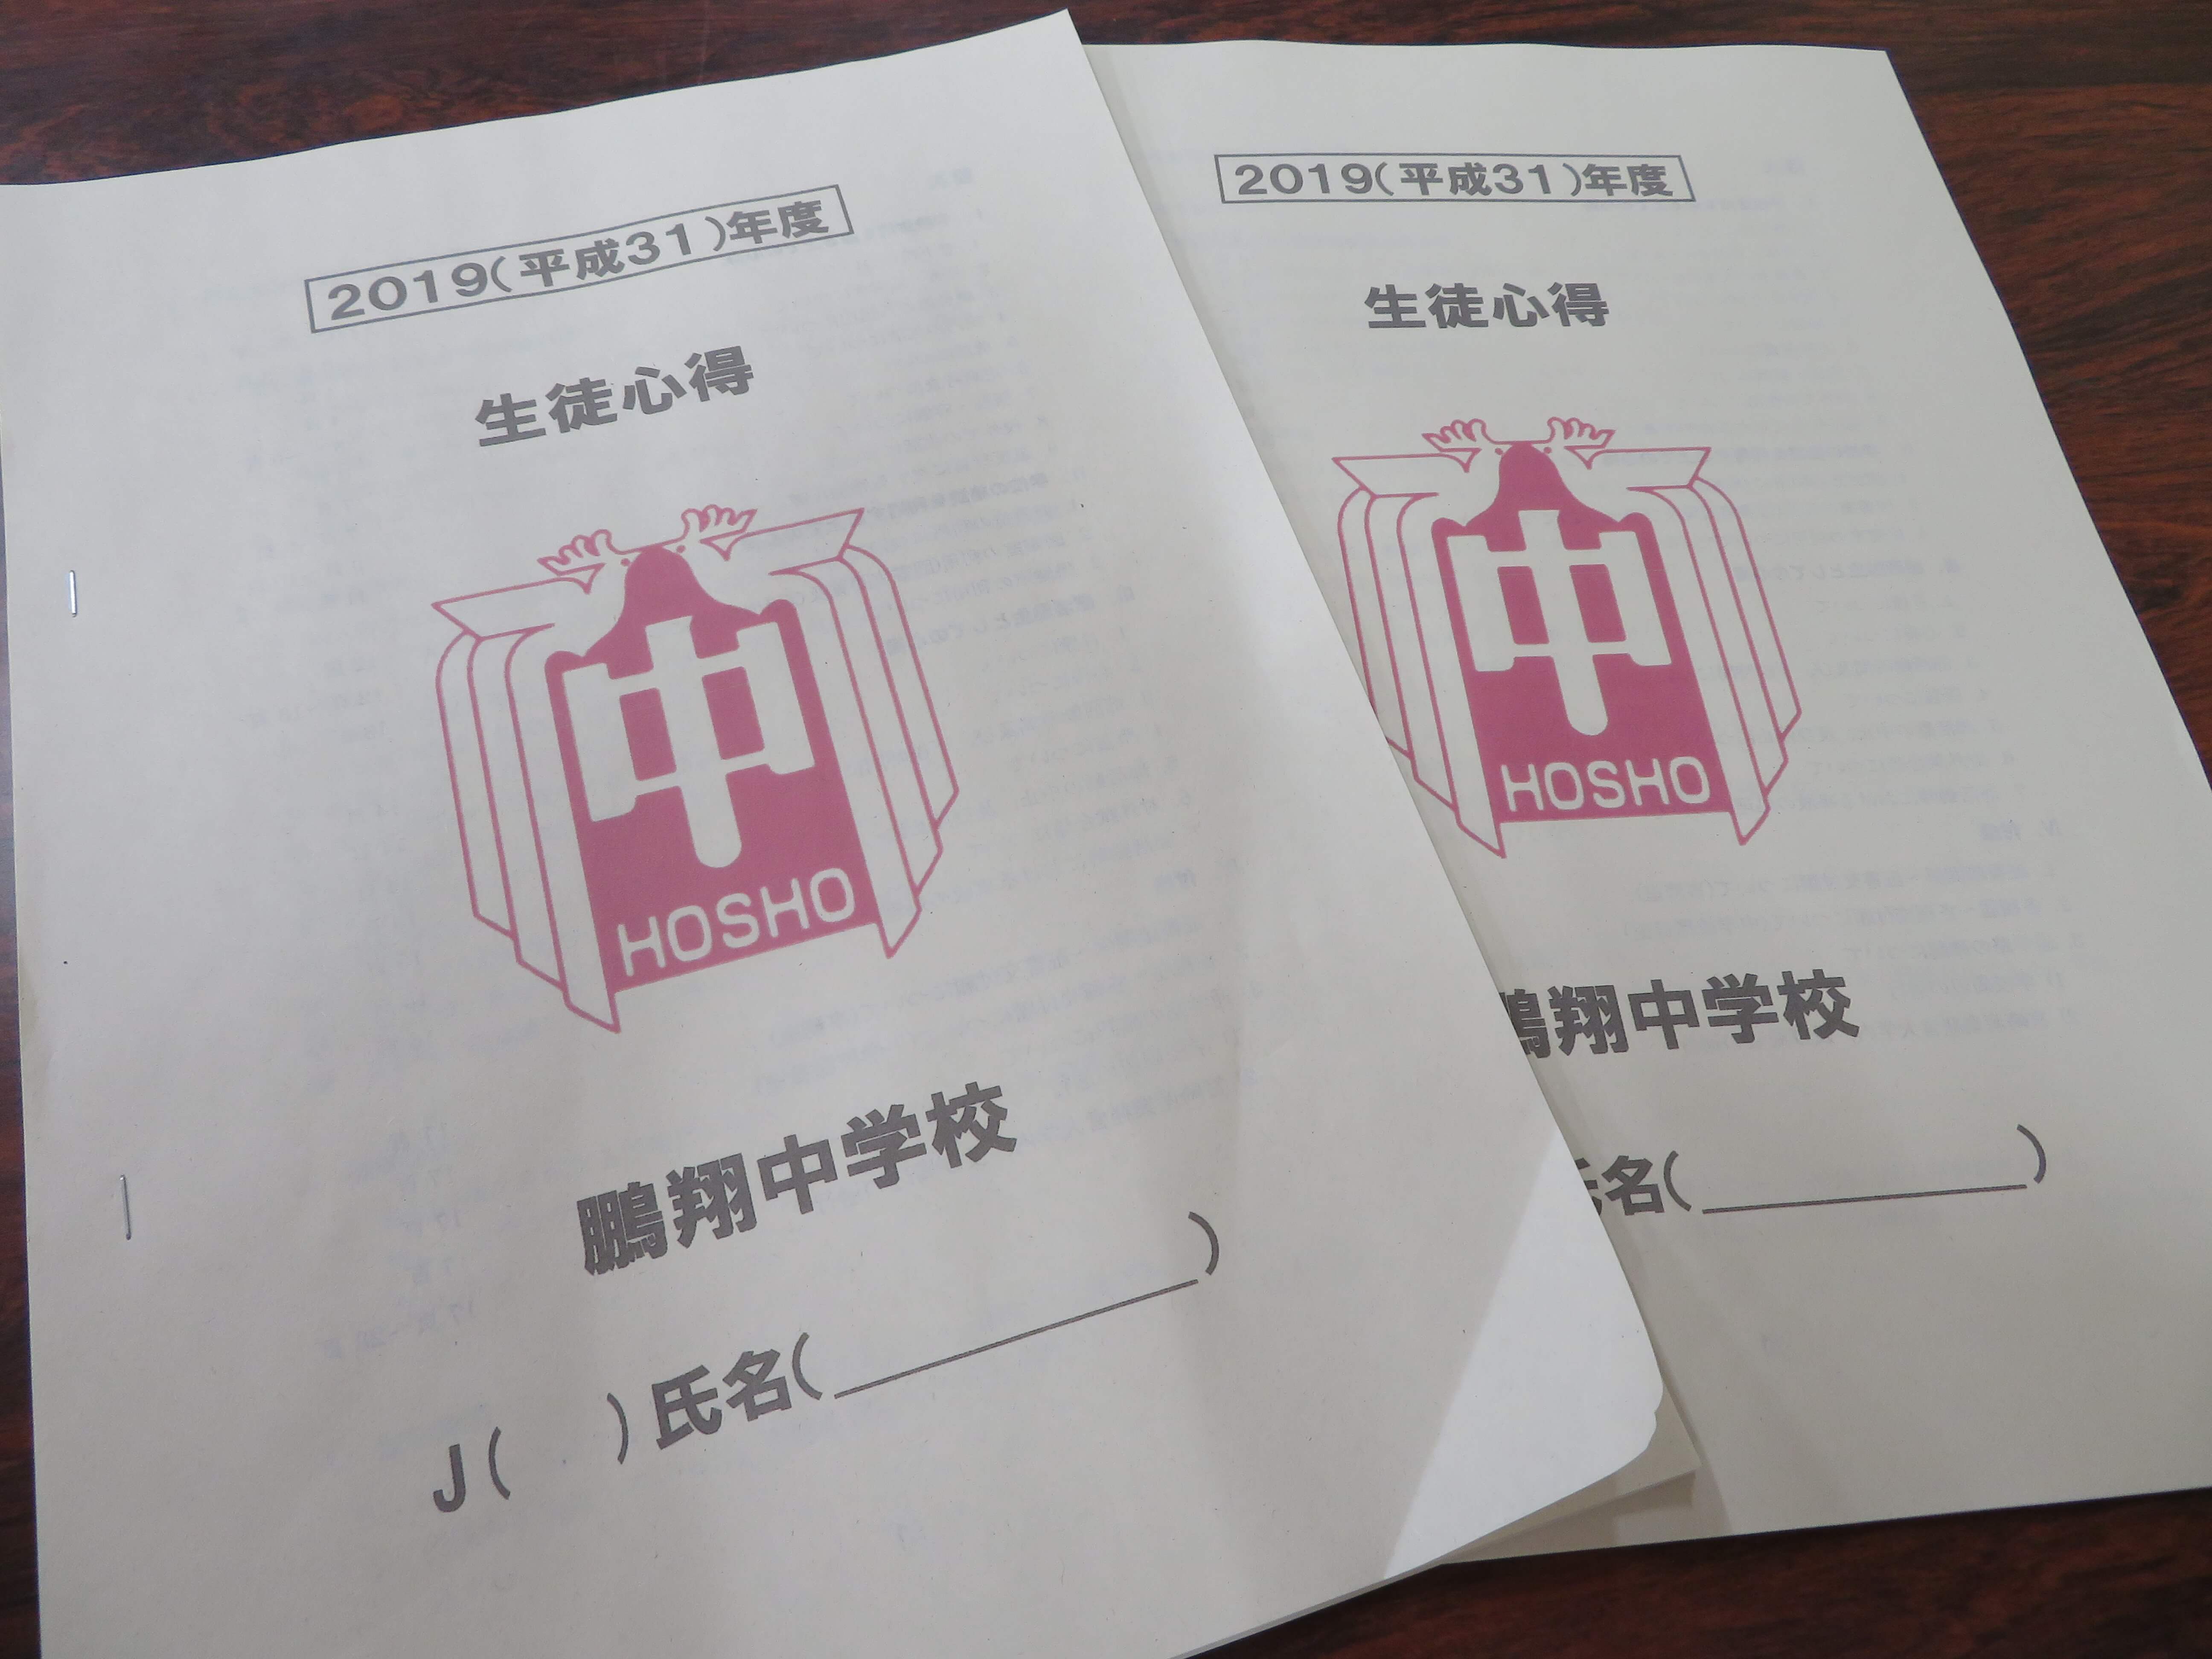 2019(平成31)年度
生徒心得
中
HOSHO
鵬翔中学校
J(　　)氏名(　　　　　)
2019(平成31)年度
生徒心得
中
HOSHO
鵬翔中学校
氏名(　　　　　)